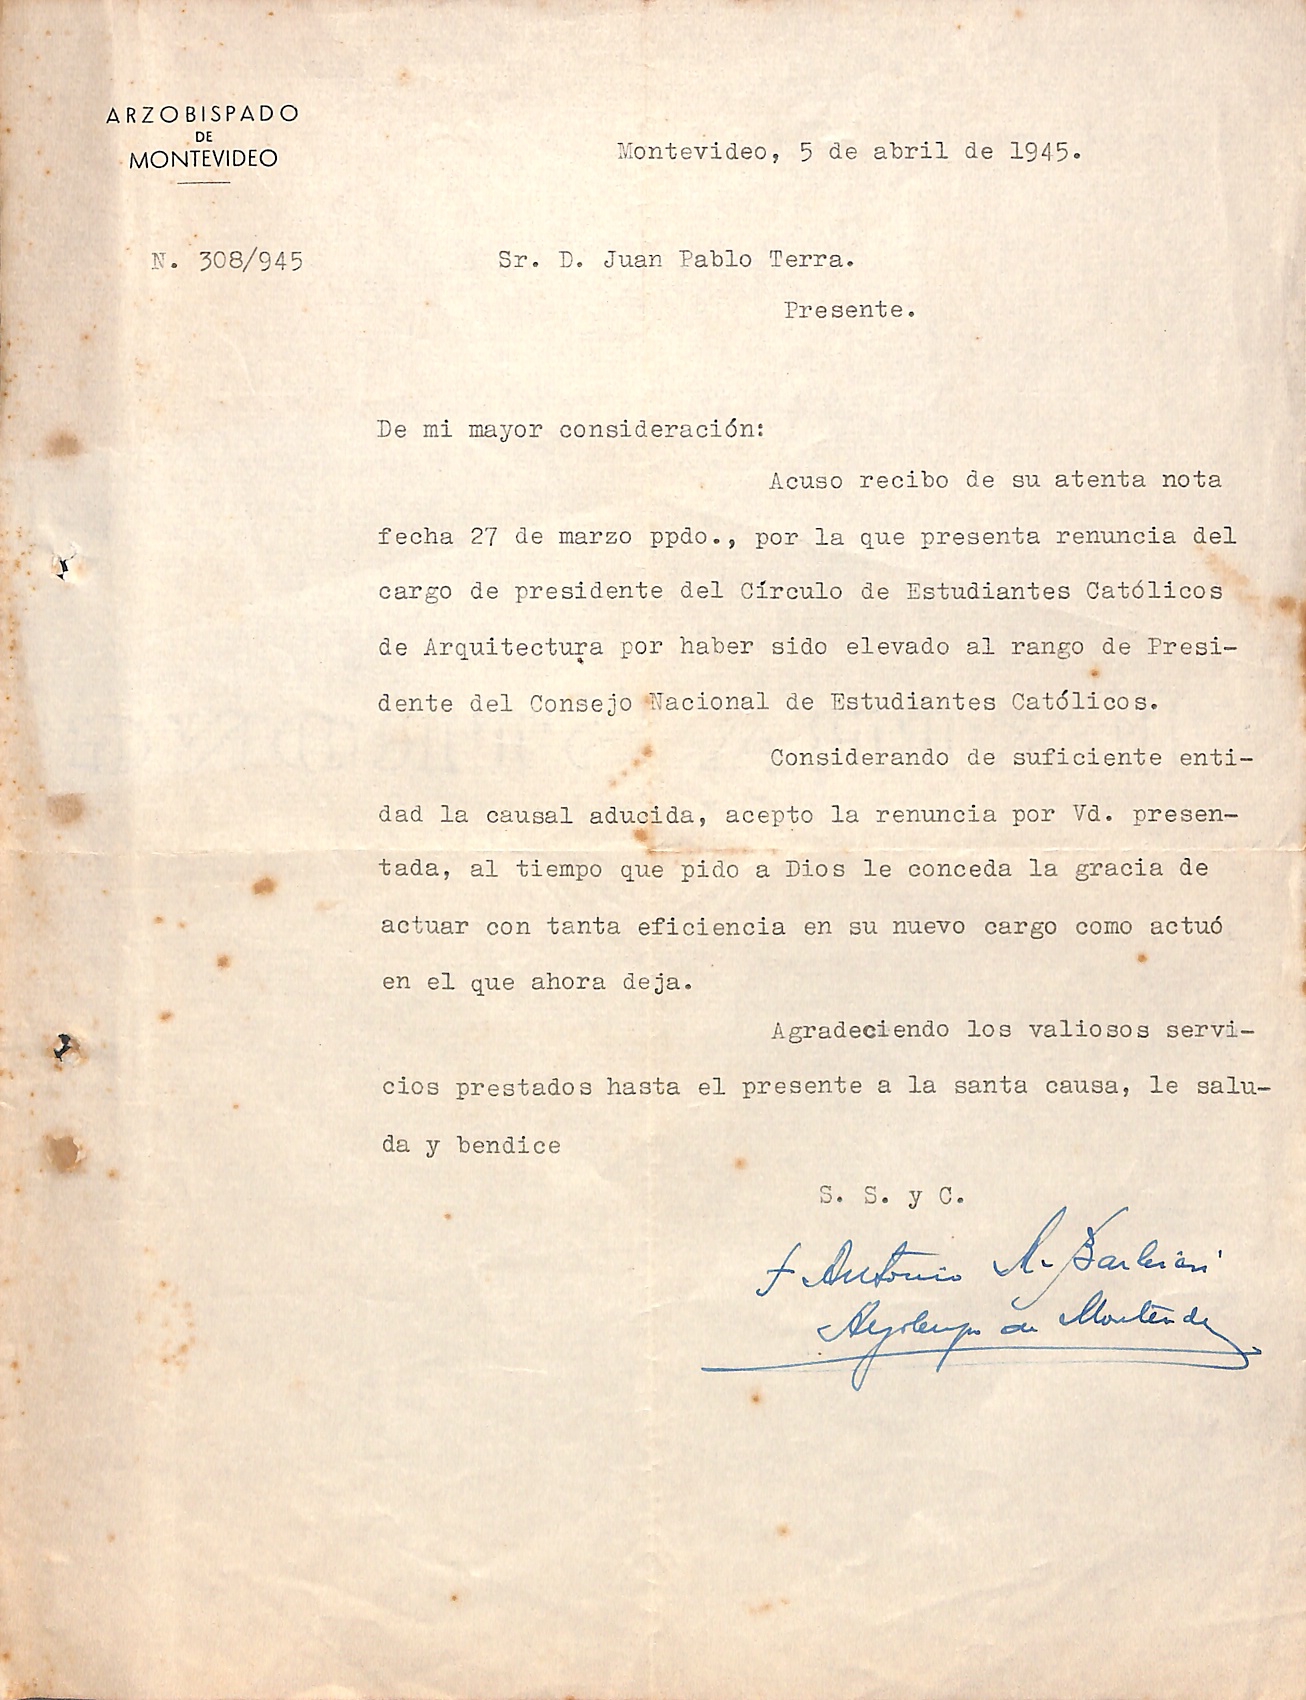 ARZOBISPADO
DE
MONTEVIDEO
Montevideo, 5 de abril de 1945.
N. 308/945
Sr. D. Juan Pablo Terra.
Presente.
De mi mayor consideración:
Acuso recibo de su atenta nota
fecha 27 de marzo ppdo., por la que presenta renuncia del
cargo de presidente del Círculo de Estudiantes Católicos
de Arquitectura por haber sido elevado al rango de Presi-
dente del Consejo Nacional de Estudiantes Católicos.
Considerando de suficiente enti-
dad la causal aducida, acepto la renuncia por Vd. presen-
tada, al tiempo que pido a Dios le conceda la gracia de
actuar con tanta eficiencia en su nuevo cargo como actuó
en el que ahora deja.
Agradeciendo los valiosos servi-
cios prestados hasta el presente a la santa causa, le salu-
da y bendice
S. S. y C.
† Antonio M. Barbieri
Arzobispo de Montevideo